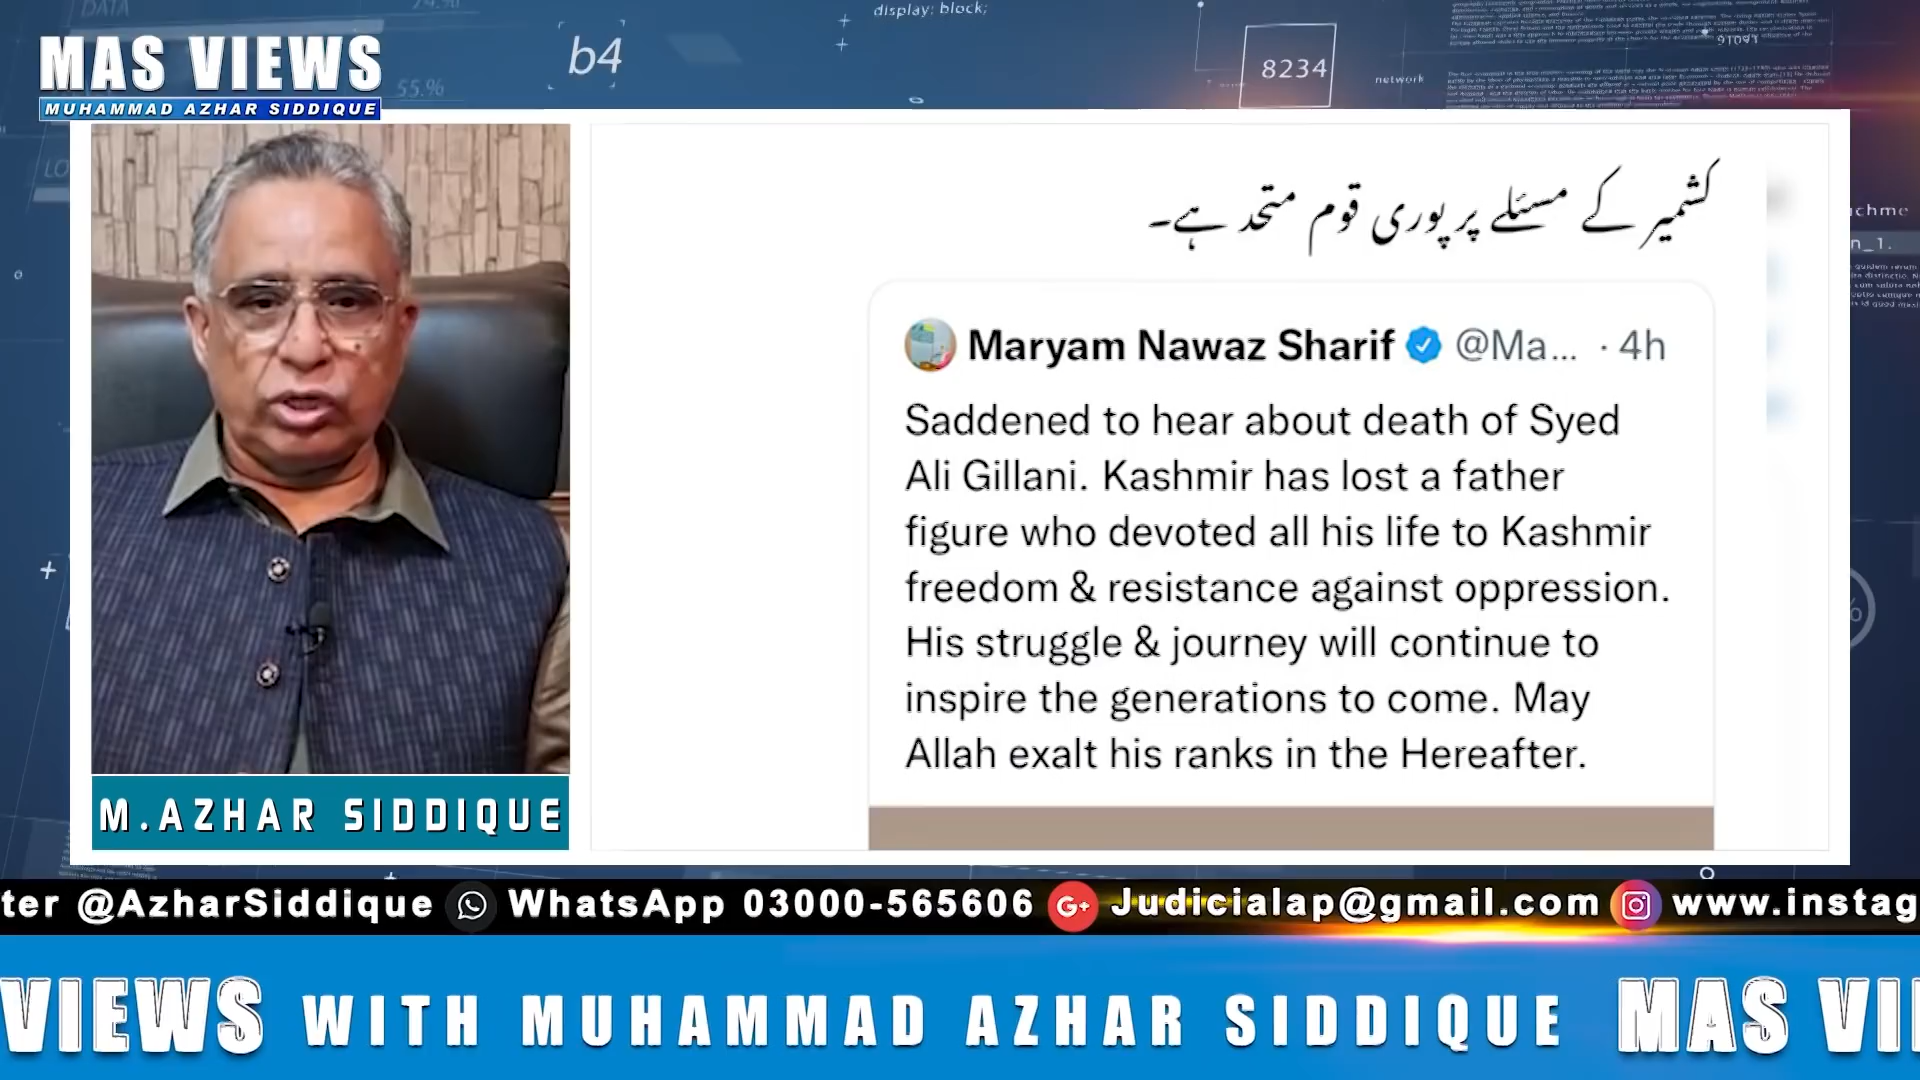 DATA
display: block;
MAS VIEWS
MUHAMMAD AZHAR SIDDIQUE
55.%
b4
8234
network
کشمیر کے مسئلے پر پوری قوم متحد ہے۔
Maryam Nawaz Sharif @Ma... · 4h
Saddened to hear about death of Syed
Ali Gillani. Kashmir has lost a father
figure who devoted all his life to Kashmir
freedom & resistance against oppression.
His struggle & journey will continue to
inspire the generations to come. May
Allah exalt his ranks in the Hereafter.
M.AZHAR SIDDIQUE
ter @AzharSiddique WhatsApp 03000-565606 G+ Judicialap@gmail.com www.instag
VIEWS WITH MUHAMMAD AZHAR SIDDIQUE MAS VI